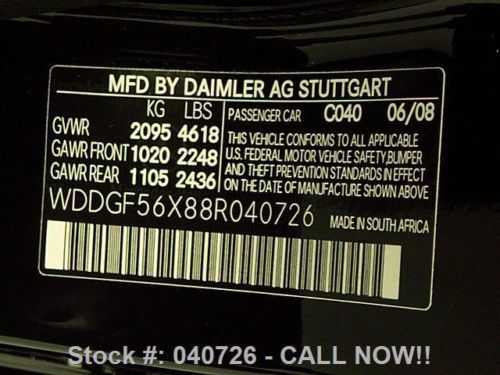 MFD BY DAIMLER AG STUTTGART
KG LBS PASSENGER CAR C040 06/08
GVWR 2095 4618
GAWR FRONT 1020 2248
GAWR REAR 1105 2436
THIS VEHICLE CONFORMS TO ALL APPLICABLE
U.S. FEDERAL MOTOR VEHICLE SAFETY, BUMPER
AND THEFT PREVENTION STANDARDS IN EFFECT
ON THE DATE OF MANUFACTURE SHOWN ABOVE.
WDDGF56X88R040726 MADE IN SOUTH AFRICA
Stock #: 040726 - CALL NOW!!